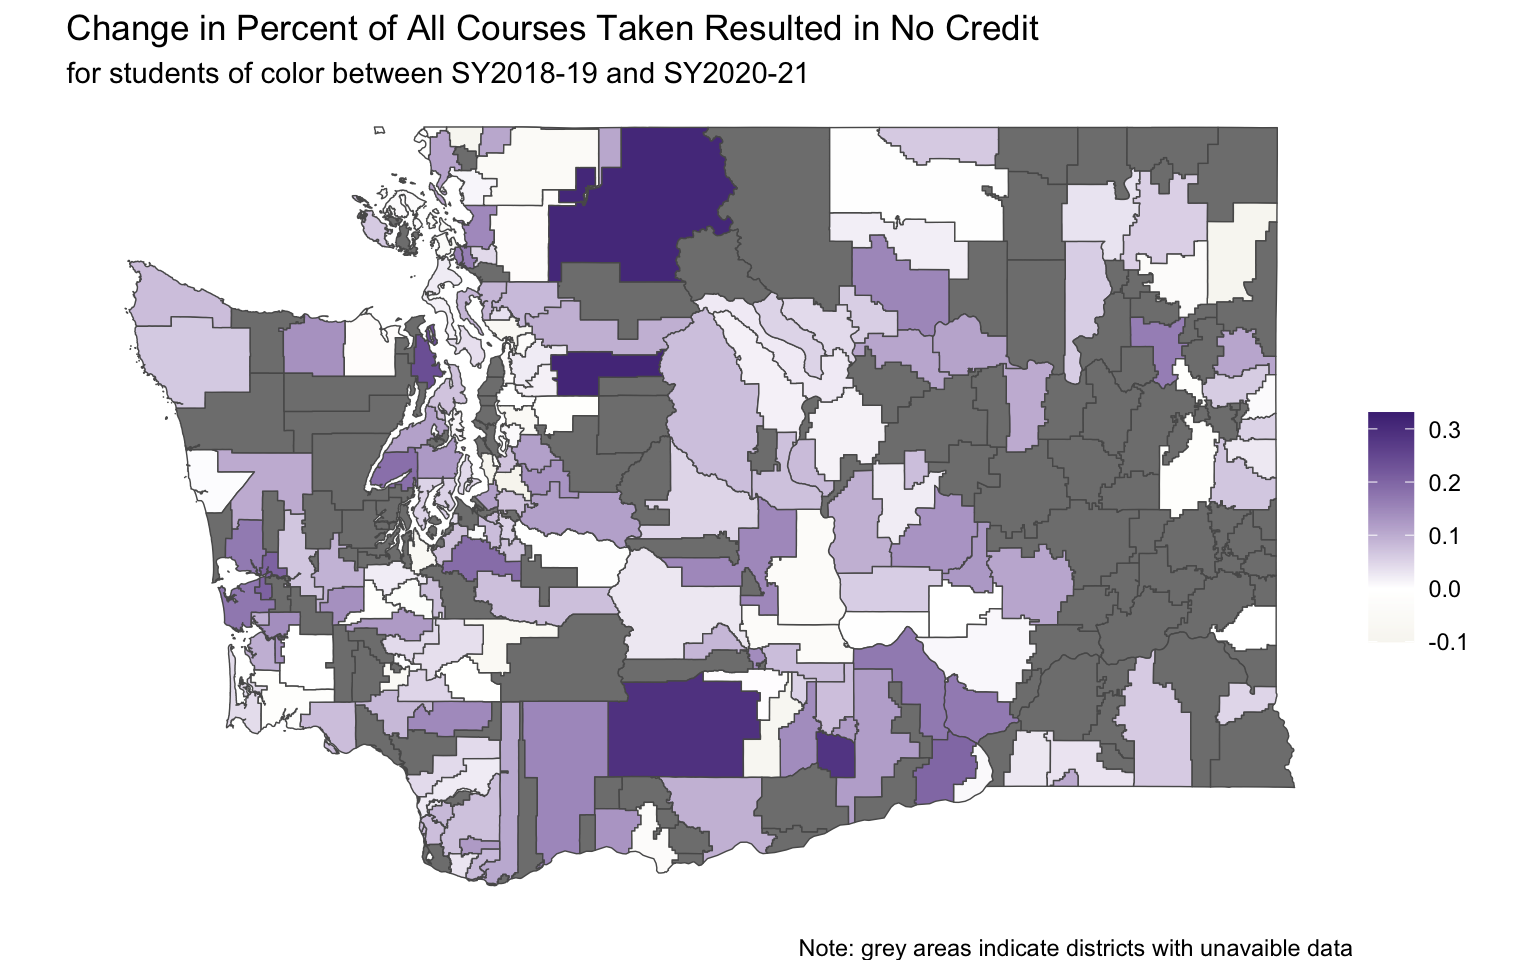 Change in Percent of All Courses Taken Resulted in No Credit
for students of color between SY2018-19 and SY2020-21
0.3
0.2
0.1
0.0
-0.1
Note: grey areas indicate districts with unavaible data